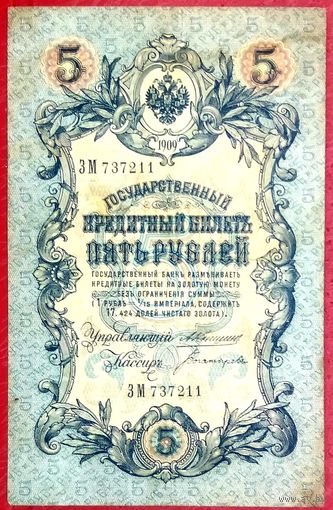 5 5
1909
ЗМ 737211
ГОСУДАРСТВЕННЫЙ
КРЕДИТНЫЙ БИЛЕТЪ
ПЯТЬ РУБЛЕЙ
ГОСУДАРСТВЕННЫЙ БАНКЪ РАЗМѢНИВАЕТЪ
КРЕДИТНЫЕ БИЛЕТЫ НА ЗОЛОТУЮ МОНЕТУ
БЕЗЪ ОГРАНИЧЕНІЯ СУММЫ
(1 РУБЛЬ = 1/15 ИМПЕРІАЛА, СОДЕРЖИТЪ
17,424 ДОЛЕЙ ЧИСТАГО ЗОЛОТА).
Управляющій
Кассиръ
ЗМ 737211
5